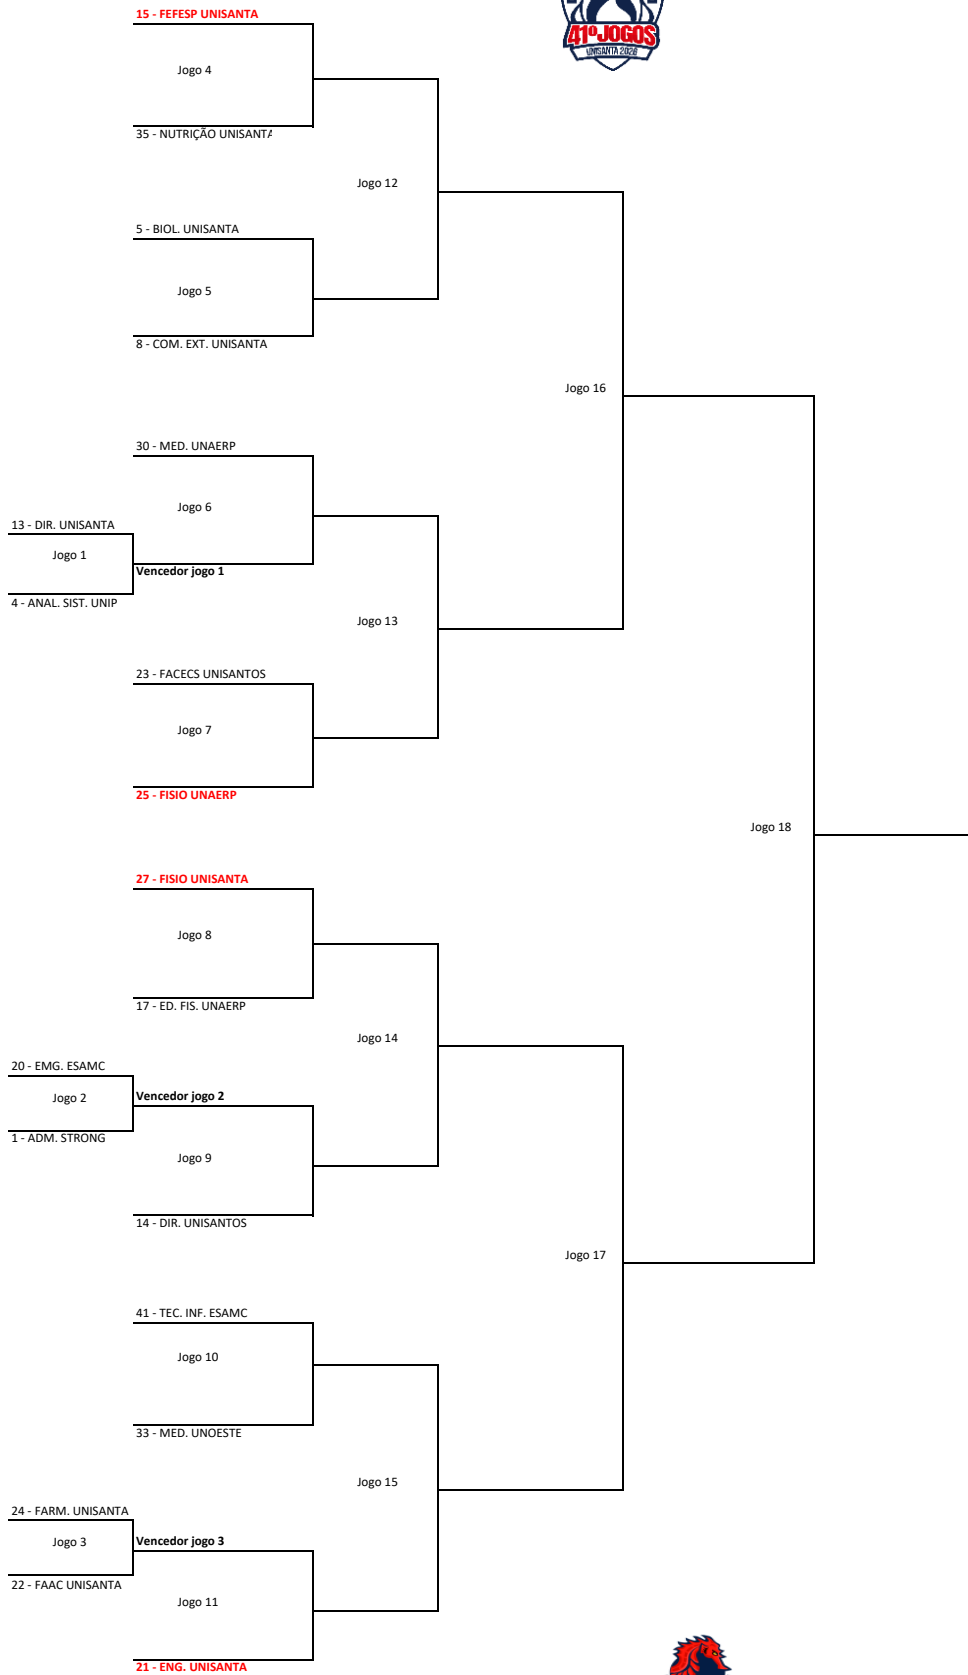 15 - FEFESP UNISANTA
41º JOGOS
UNISANTA 2026
Jogo 4
35 - NUTRIÇÃO UNISANTA
Jogo 12
5 - BIOL. UNISANTA
Jogo 5
8 - COM. EXT. UNISANTA
Jogo 16
30 - MED. UNAERP
Jogo 6
13 - DIR. UNISANTA
Jogo 1
Vencedor jogo 1
4 - ANAL. SIST. UNIP
Jogo 13
23 - FACECS UNISANTOS
Jogo 7
25 - FISIO UNAERP
Jogo 18
27 - FISIO UNISANTA
Jogo 8
17 - ED. FIS. UNAERP
Jogo 14
20 - EMG. ESAMC
Jogo 2
Vencedor jogo 2
1 - ADM. STRONG
Jogo 9
14 - DIR. UNISANTOS
Jogo 17
41 - TEC. INF. ESAMC
Jogo 10
33 - MED. UNOESTE
Jogo 15
24 - FARM. UNISANTA
Jogo 3
Vencedor jogo 3
22 - FAAC UNISANTA
Jogo 11
21 - ENG. UNISANTA